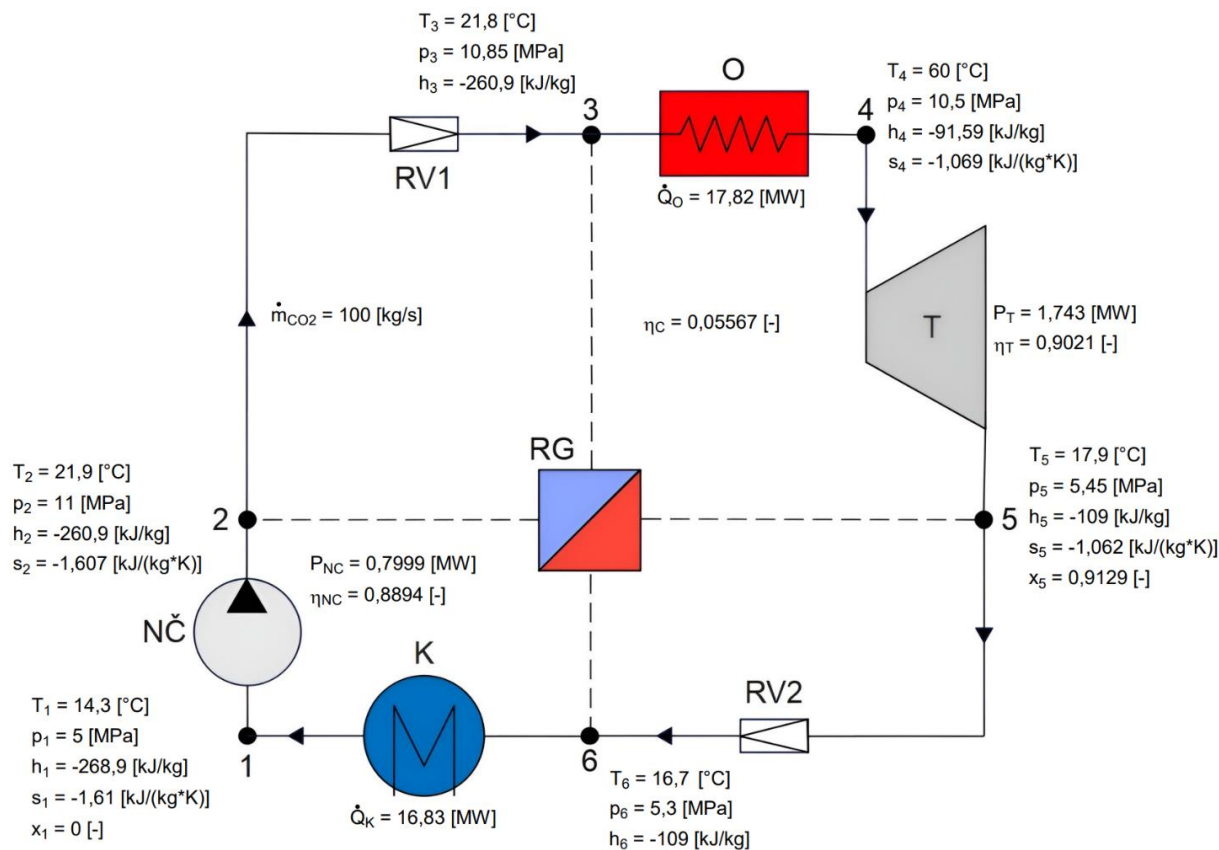 T3 = 21,8 [°C]
p3 = 10,85 [MPa]
h3 = -260,9 [kJ/kg]
3
O
4
T4 = 60 [°C]
p4 = 10,5 [MPa]
h4 = -91,59 [kJ/kg]
s4 = -1,069 [kJ/(kg*K)]
RV1
Q̇O = 17,82 [MW]
ṁCO2 = 100 [kg/s]
ηC = 0,05567 [-]
T
PT = 1,743 [MW]
ηT = 0,9021 [-]
RG
T2 = 21,9 [°C]
p2 = 11 [MPa]
h2 = -260,9 [kJ/kg]
s2 = -1,607 [kJ/(kg*K)]
2
5
T5 = 17,9 [°C]
p5 = 5,45 [MPa]
h5 = -109 [kJ/kg]
s5 = -1,062 [kJ/(kg*K)]
x5 = 0,9129 [-]
PNC = 0,7999 [MW]
ηNC = 0,8894 [-]
NČ
K
RV2
T1 = 14,3 [°C]
p1 = 5 [MPa]
h1 = -268,9 [kJ/kg]
s1 = -1,61 [kJ/(kg*K)]
x1 = 0 [-]
1
6
Q̇K = 16,83 [MW]
T6 = 16,7 [°C]
p6 = 5,3 [MPa]
h6 = -109 [kJ/kg]